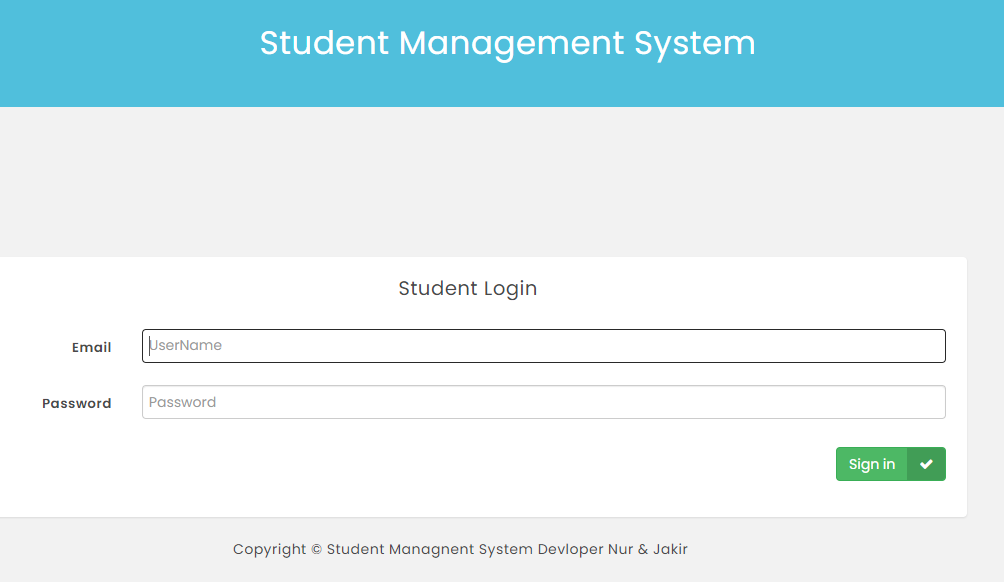 Student Management System
Student Login
Email
UserName
Password
Password
Sign in
Copyright © Student Managnent System Devloper Nur & Jakir